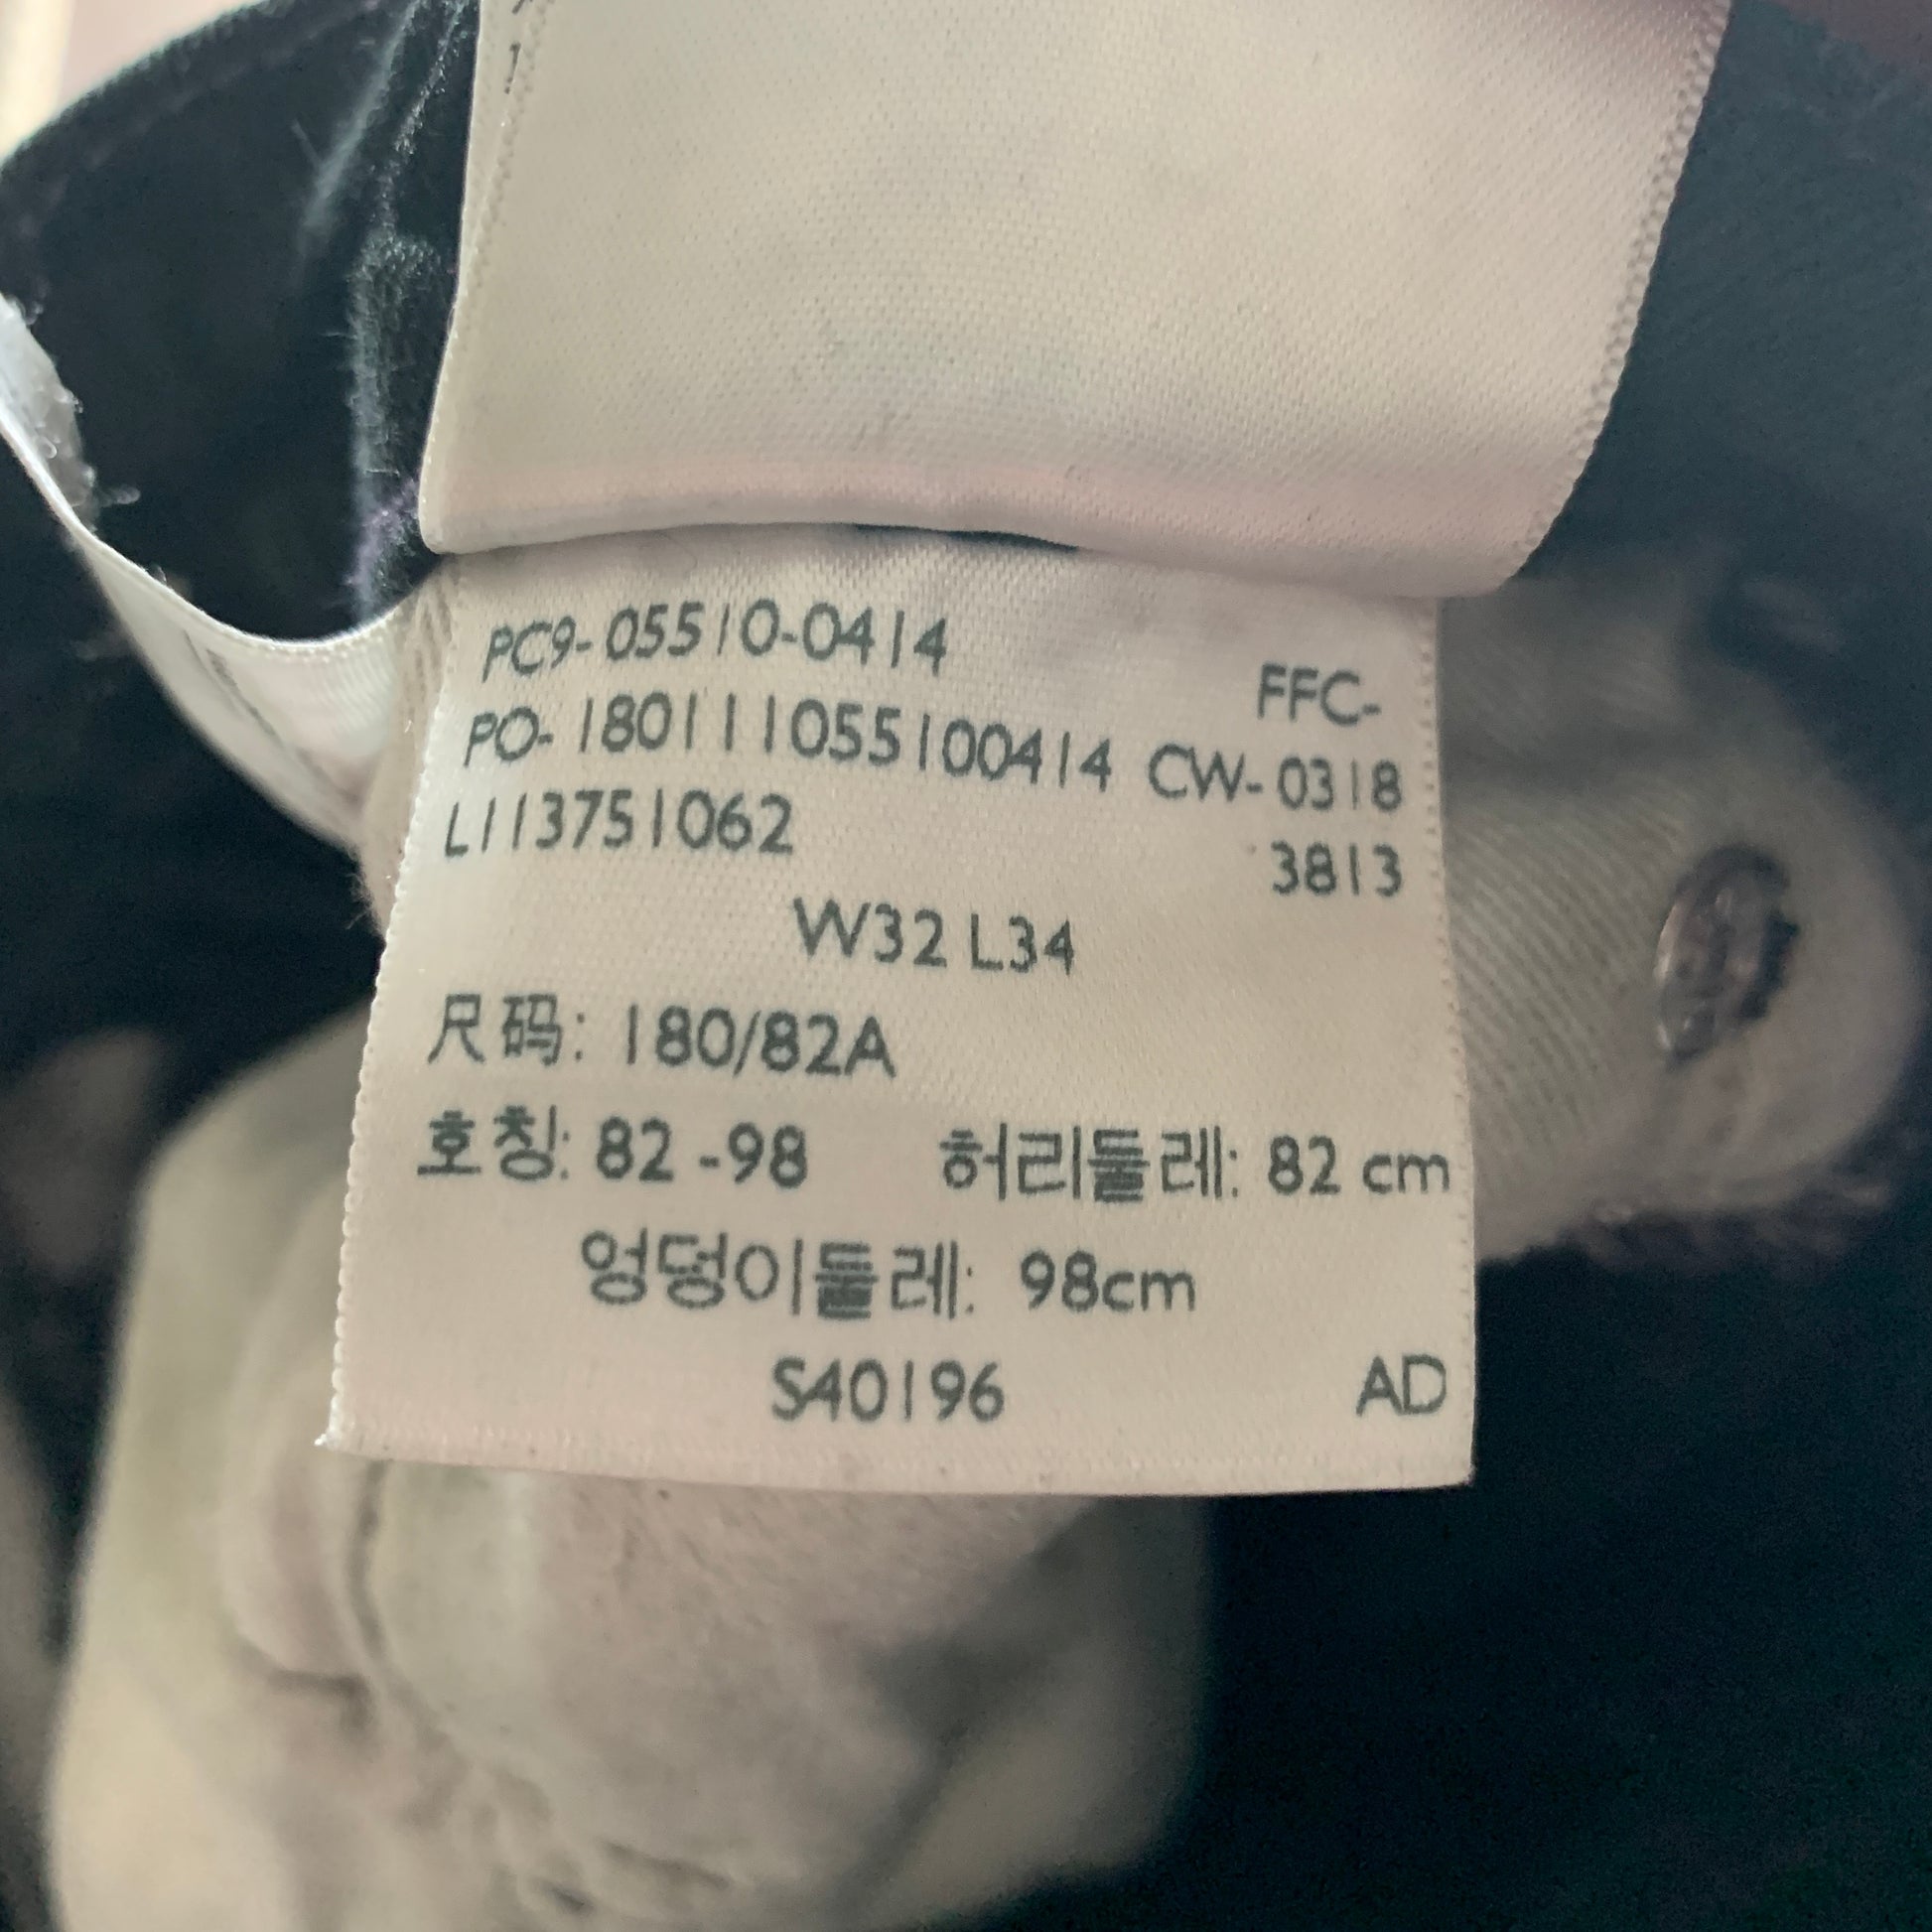 PC9-05510-0414
FFC-
PO-180111055100414 CW-0318
L113751062 3813
W32 L34
尺码: 180/82A
호칭: 82 -98 허리둘레: 82 cm
엉덩이둘레: 98cm
S40196 AD